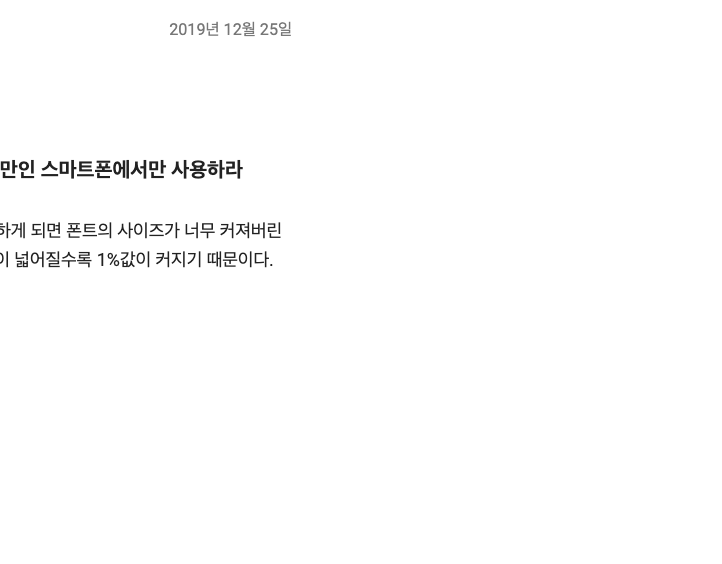 2019년 12월 25일
만인 스마트폰에서만 사용하라
하게 되면 폰트의 사이즈가 너무 커져버린
이 넓어질수록 1%값이 커지기 때문이다.